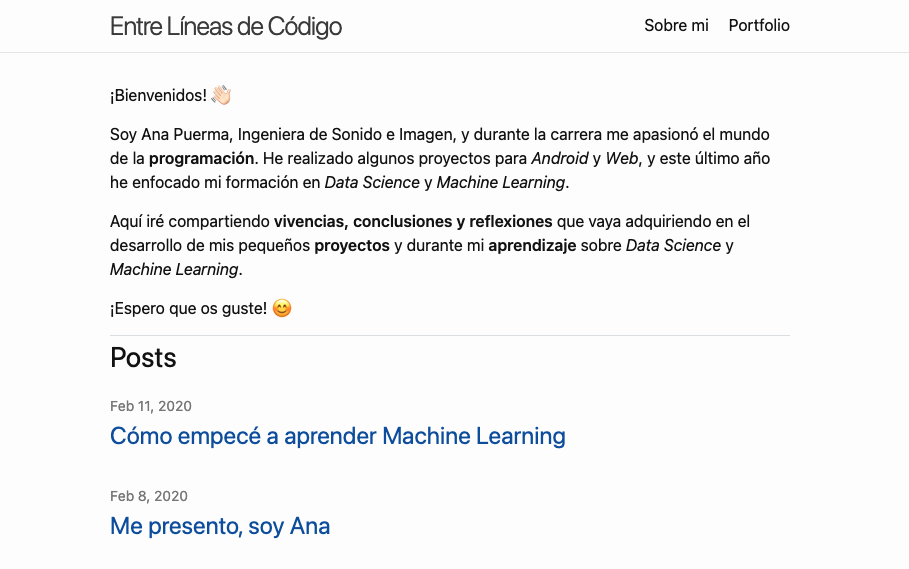 Entre Líneas de Código
Sobre mi Portfolio
¡Bienvenidos! 👋🏻
Soy Ana Puerma, Ingeniera de Sonido e Imagen, y durante la carrera me apasionó el mundo
de la programación. He realizado algunos proyectos para Android y Web, y este último año
he enfocado mi formación en Data Science y Machine Learning.
Aquí iré compartiendo vivencias, conclusiones y reflexiones que vaya adquiriendo en el
desarrollo de mis pequeños proyectos y durante mi aprendizaje sobre Data Science y
Machine Learning.
¡Espero que os guste! 😊
Posts
Feb 11, 2020
Cómo empecé a aprender Machine Learning
Feb 8, 2020
Me presento, soy Ana